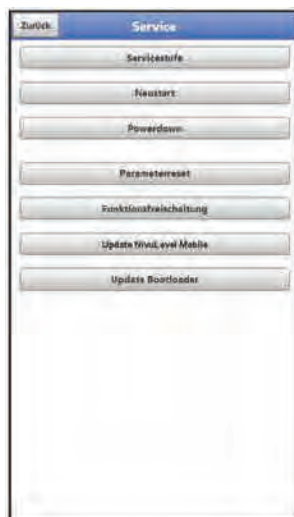 Zurück
Service
Servicestufe
Neustart
Powerdown
Parameterreset
Funktionsfreischaltung
Update NivuLevel Mobile
Update Bootloader